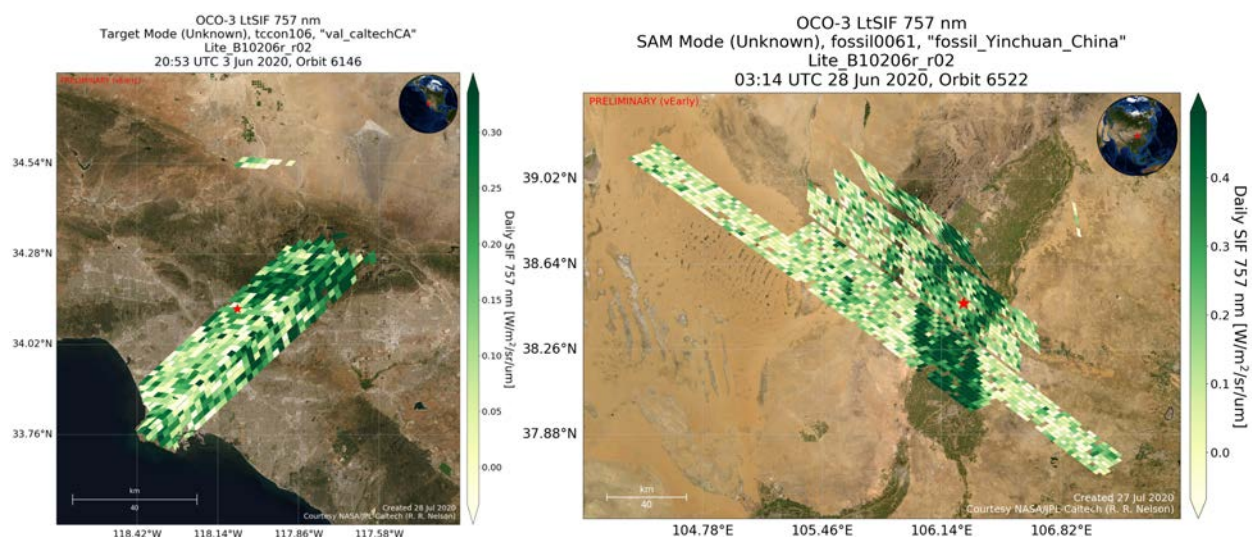 OCO-3 LtSIF 757 nm
Target Mode (Unknown), tccon106, "val_caltechCA"
Lite_B10206r_r02
20:53 UTC 3 Jun 2020, Orbit 6146
PRELIMINARY (vEarly)
34.54°N
34.28°N
34.02°N
33.76°N
118.42°W
118.14°W
117.86°W
117.58°W
km
40
Created 28 Jul 2020
Courtesy NASA/JPL-Caltech (R. R. Nelson)
0.30
0.25
0.20
0.15
0.10
0.05
0.00
Daily SIF 757 nm [W/m²/sr/um]
OCO-3 LtSIF 757 nm
SAM Mode (Unknown), fossil0061, "fossil_Yinchuan_China"
Lite_B10206r_r02
03:14 UTC 28 Jun 2020, Orbit 6522
PRELIMINARY (vEarly)
39.02°N
38.64°N
38.26°N
37.88°N
104.78°E
105.46°E
106.14°E
106.82°E
km
40
Created 27 Jul 2020
Courtesy NASA/JPL-Caltech (R. R. Nelson)
0.4
0.3
0.2
0.1
0.0
Daily SIF 757 nm [W/m²/sr/um]